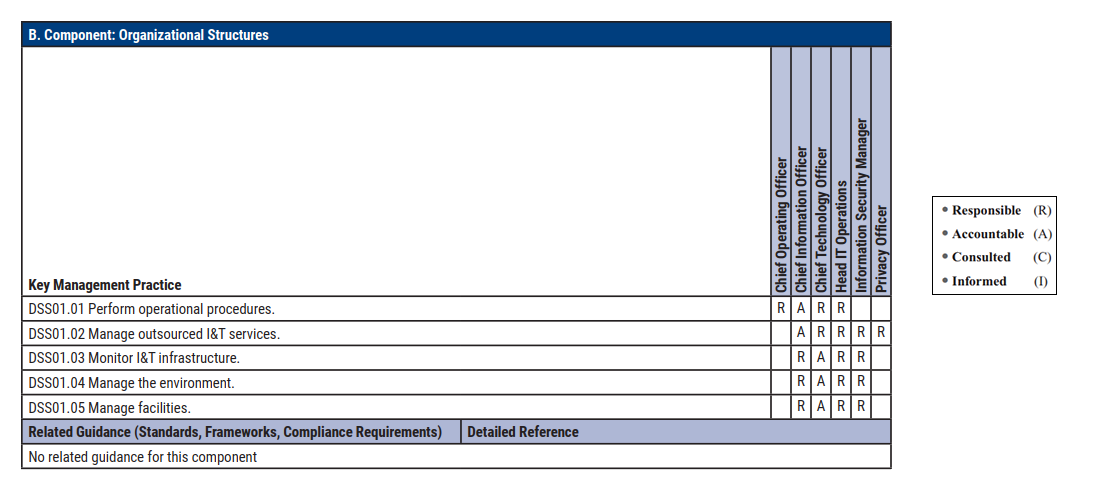 B. Component: Organizational Structures
Key Management Practice
Chief Operating Officer
Chief Information Officer
Chief Technology Officer
Head IT Operations
Information Security Manager
Privacy Officer
DSS01.01 Perform operational procedures. R A R R
DSS01.02 Manage outsourced I&T services. A R R R R
DSS01.03 Monitor I&T infrastructure. R A R R
DSS01.04 Manage the environment. R A R R
DSS01.05 Manage facilities. R A R R
Related Guidance (Standards, Frameworks, Compliance Requirements) Detailed Reference
No related guidance for this component
• Responsible (R)
• Accountable (A)
• Consulted (C)
• Informed (I)